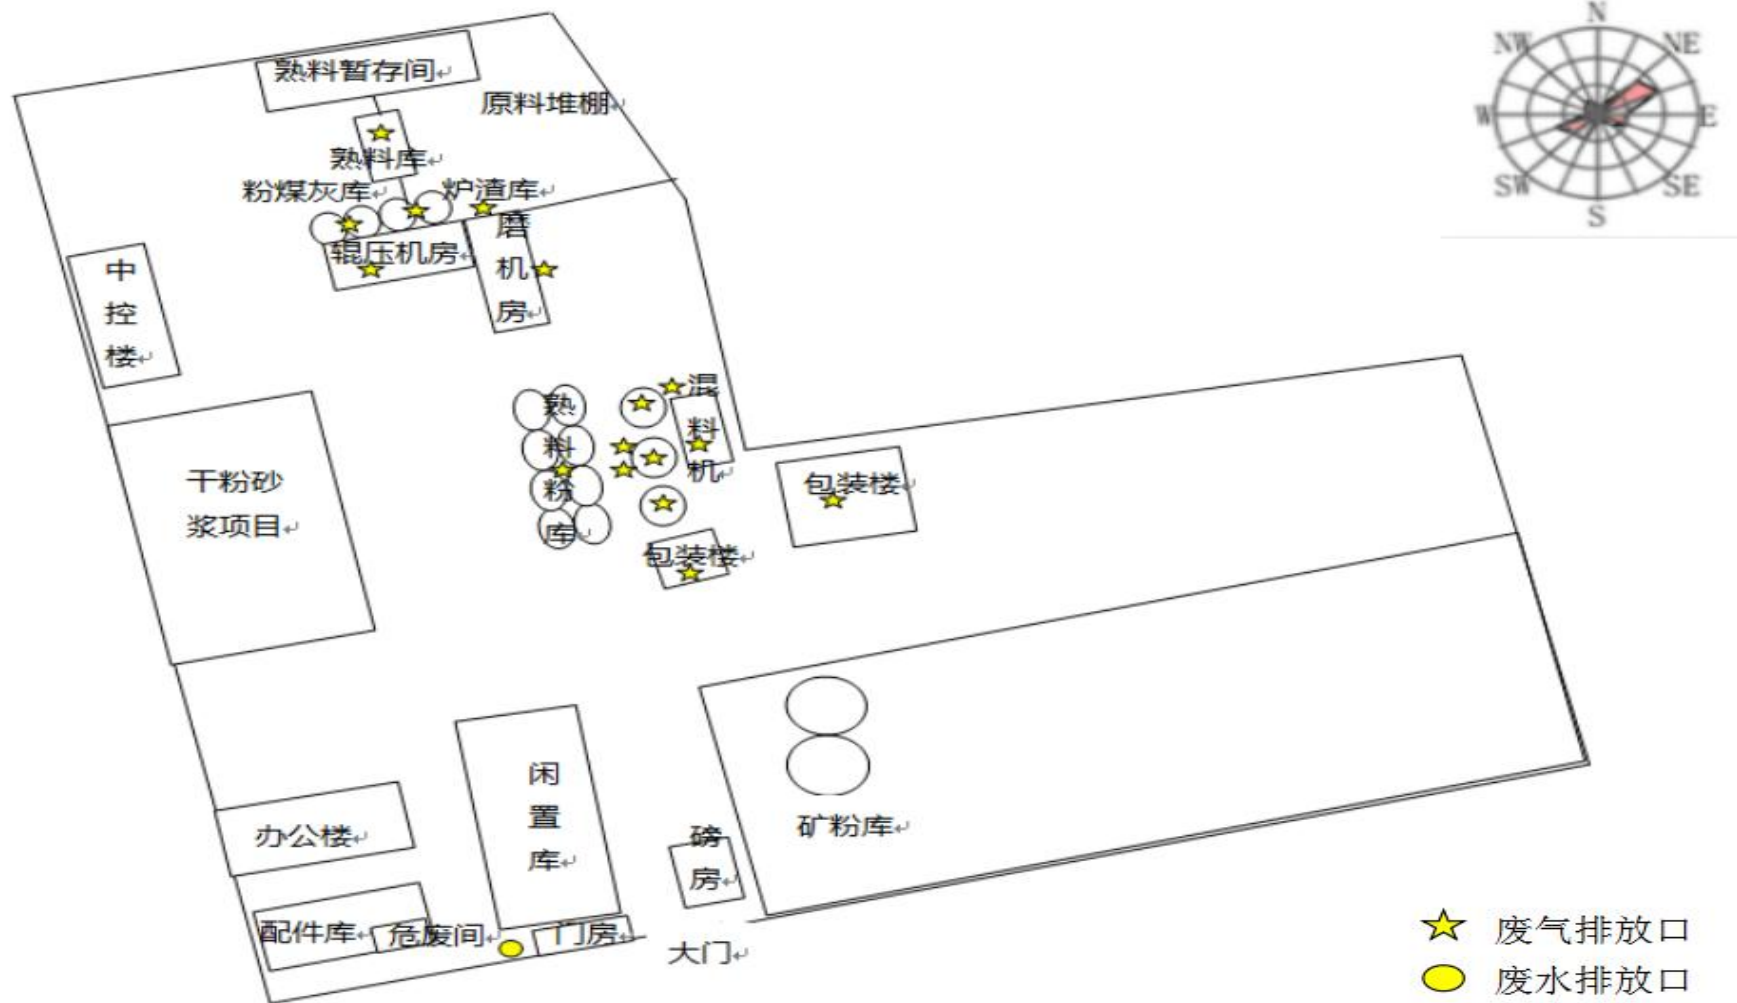 N
NW
NE
W
E
SW
SE
S
熟料暂存间
原料堆棚
熟料库
粉煤灰库
炉渣库
辊压机房
磨机房
中控楼
熟料粉库
混料机
干粉砂
浆项目
包装楼
包装楼
闲置库
办公楼
磅房
矿粉库
配件库
危废间
门房
大门
废气排放口
废水排放口